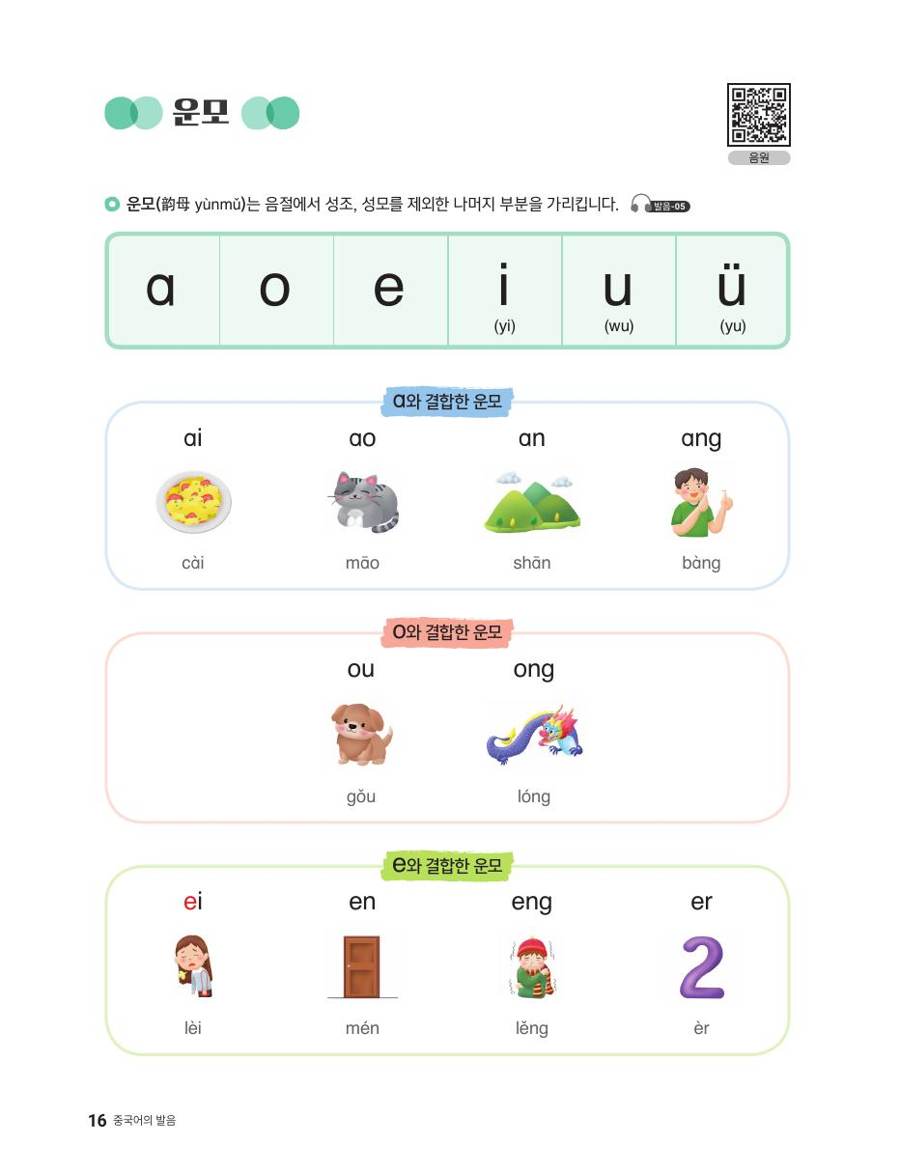 운모
음원
운모(韵母 yùnmǔ)는 음절에서 성조, 성모를 제외한 나머지 부분을 가리킵니다. 발음-05
a o e i u ü
(yi) (wu) (yu)
a와 결합한 운모
ai ao an ang
cài māo shān bàng
o와 결합한 운모
ou ong
gǒu lóng
e와 결합한 운모
ei en eng er
2
lèi mén lěng èr
16 중국어의 발음